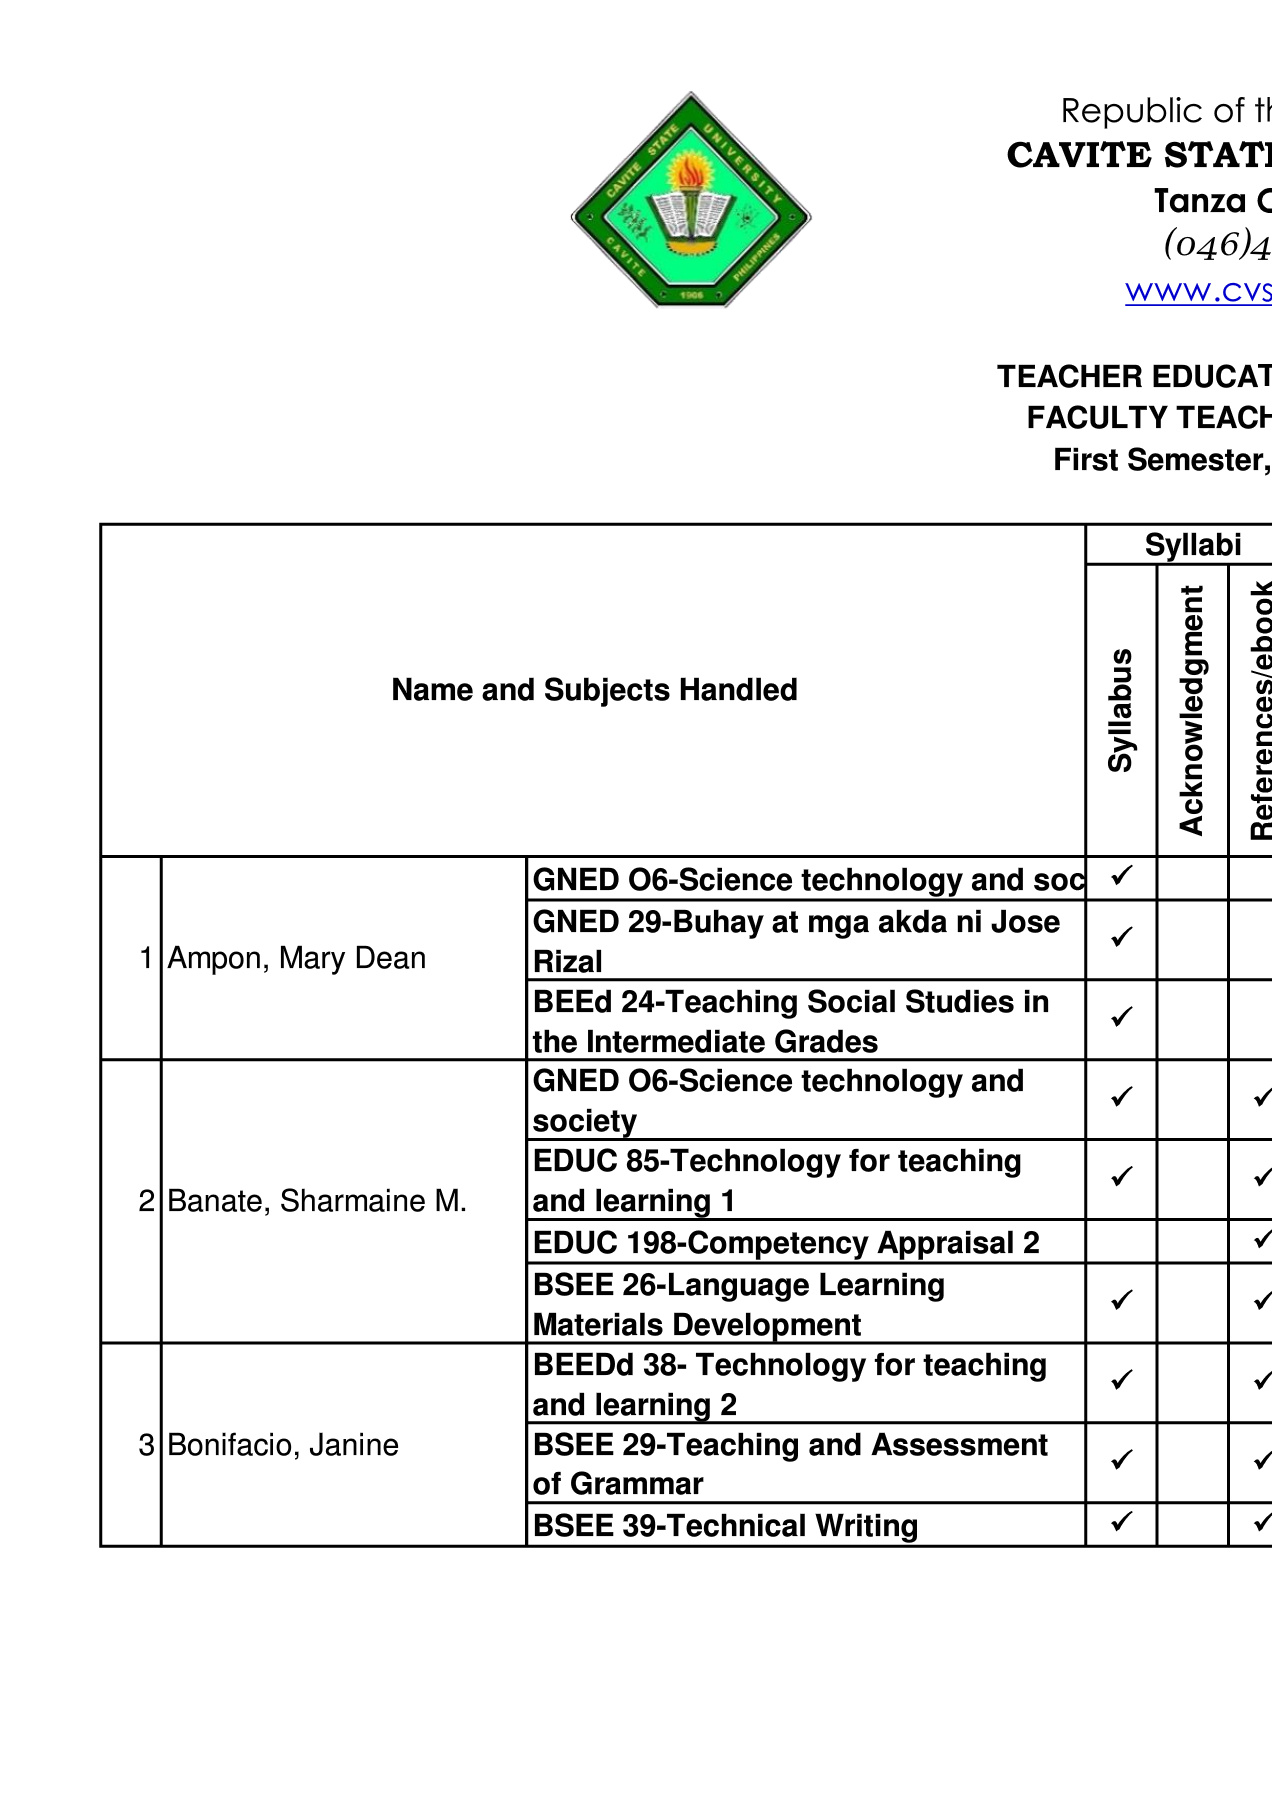 CAVITE STATE UNIVERSITY
CAVITE
PHILIPPINES
1906
Republic of th
CAVITE STATE
Tanza C
(046)4
www.cvs
TEACHER EDUCAT
FACULTY TEACH
First Semester,
Name and Subjects Handled
Syllabi
Syllabus
Acknowledgment
References/ebook
1 Ampon, Mary Dean
GNED O6-Science technology and soc ✓
GNED 29-Buhay at mga akda ni Jose
Rizal ✓
BEEd 24-Teaching Social Studies in
the Intermediate Grades ✓
2 Banate, Sharmaine M.
GNED O6-Science technology and
society ✓ ✓
EDUC 85-Technology for teaching
and learning 1 ✓ ✓
EDUC 198-Competency Appraisal 2 ✓
BSEE 26-Language Learning
Materials Development ✓ ✓
3 Bonifacio, Janine
BEEDd 38- Technology for teaching
and learning 2 ✓ ✓
BSEE 29-Teaching and Assessment
of Grammar ✓ ✓
BSEE 39-Technical Writing ✓ ✓